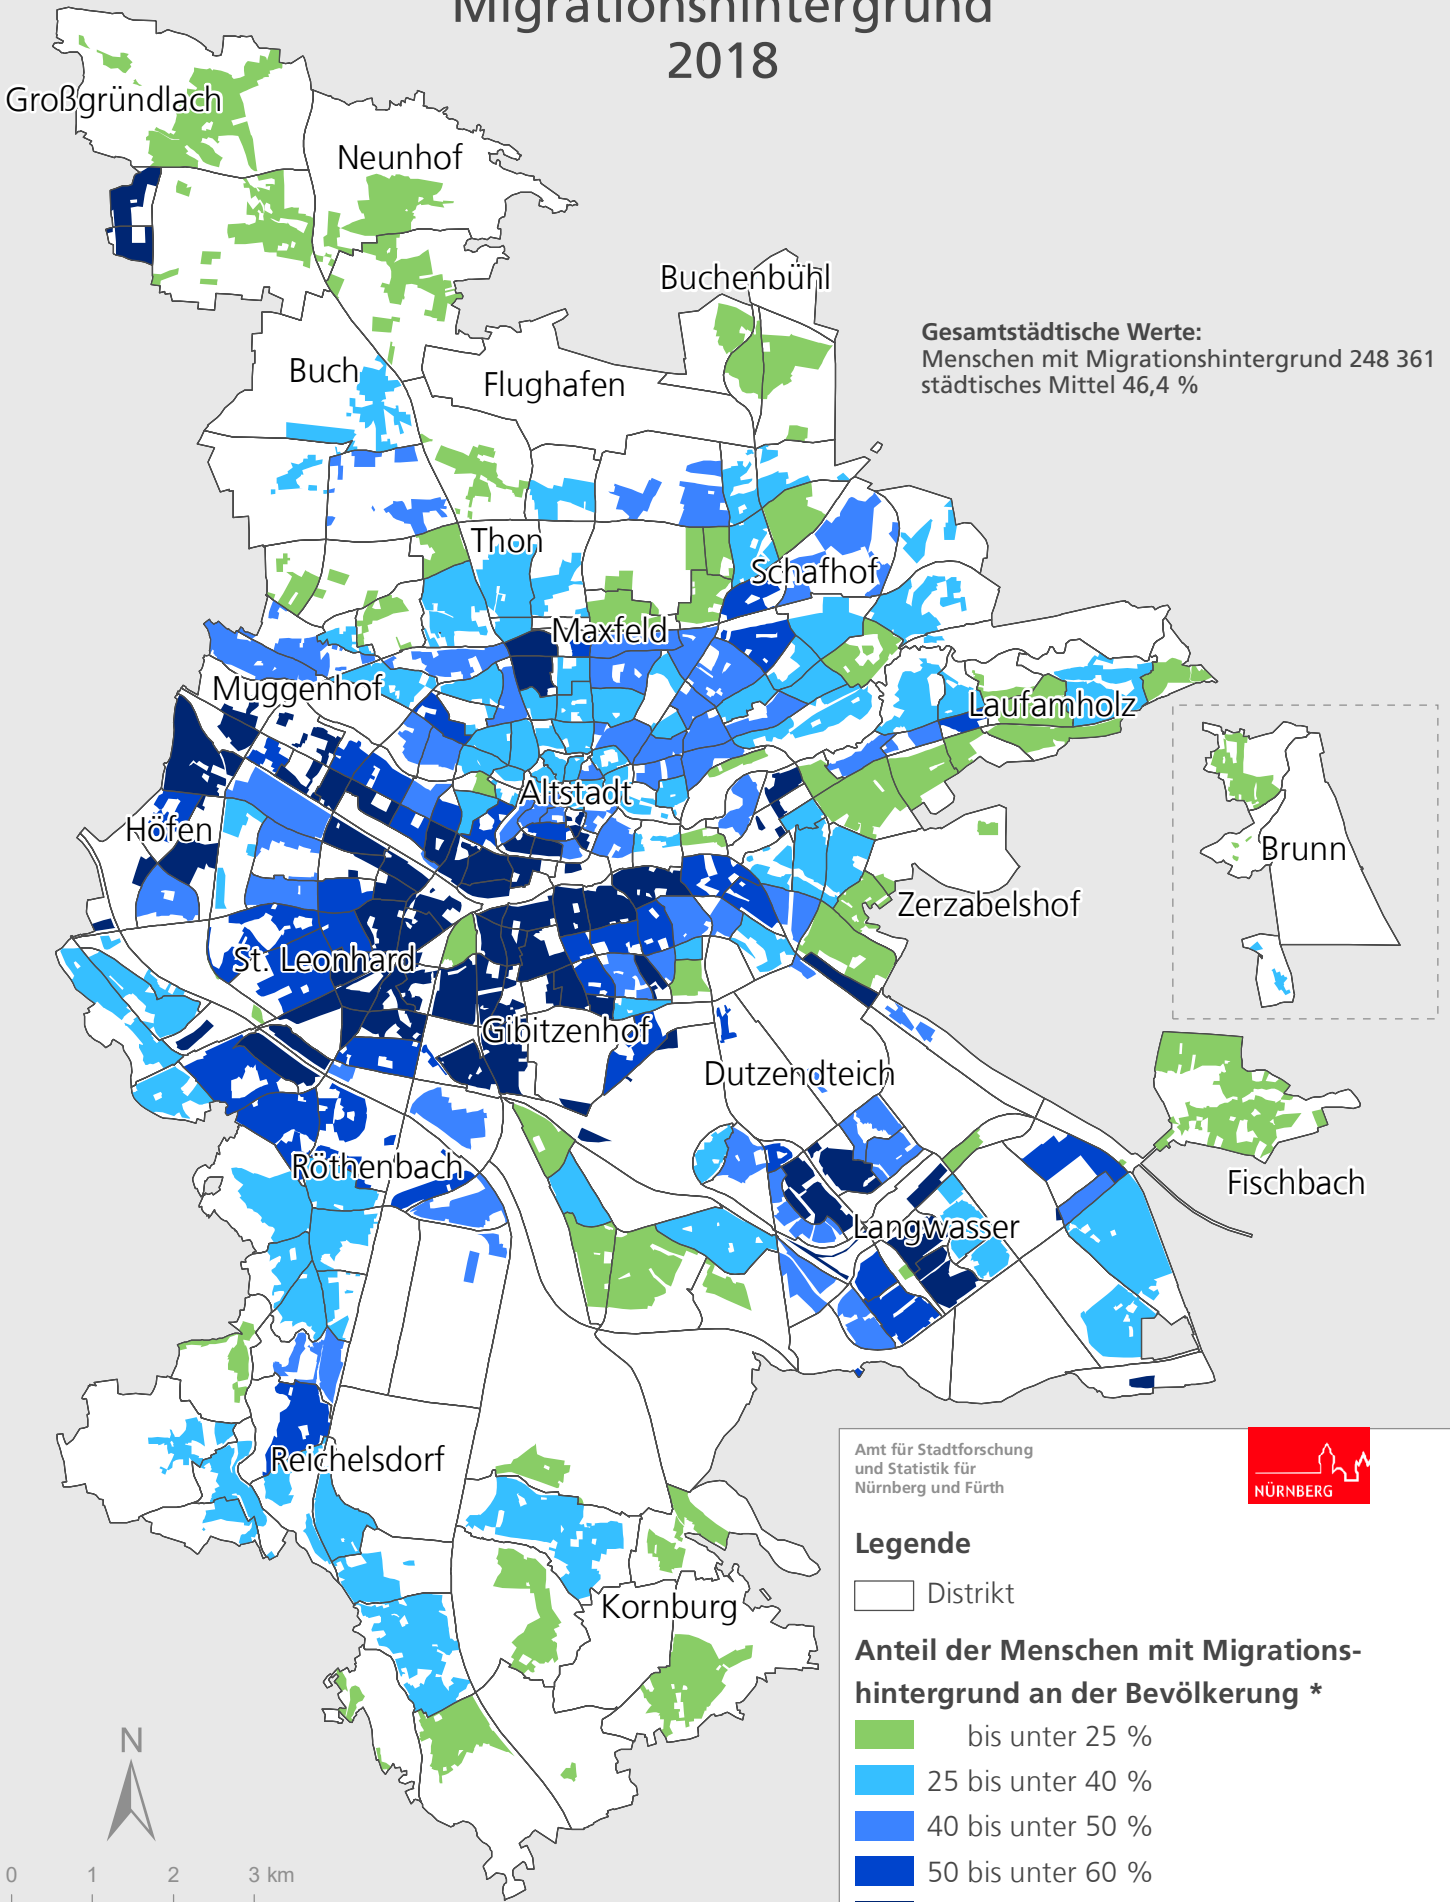 Migrationshintergrund
2018
Großgründlach
Neunhof
Buchenbühl
Gesamtstädtische Werte:
Menschen mit Migrationshintergrund 248 361
städtisches Mittel 46,4 %
Buch
Flughafen
Thon
Schafhof
Maxfeld
Muggenhof
Laufamholz
Altstadt
Höfen
Brunn
Zerzabelshof
St. Leonhard
Gibitzenhof
Dutzendteich
Röthenbach
Fischbach
Langwasser
Reichelsdorf
Kornburg
Amt für Stadtforschung
und Statistik für
Nürnberg und Fürth
NÜRNBERG
Legende
Distrikt
Anteil der Menschen mit Migrations-
hintergrund an der Bevölkerung *
bis unter 25 %
25 bis unter 40 %
40 bis unter 50 %
50 bis unter 60 %
N
0 1 2 3 km